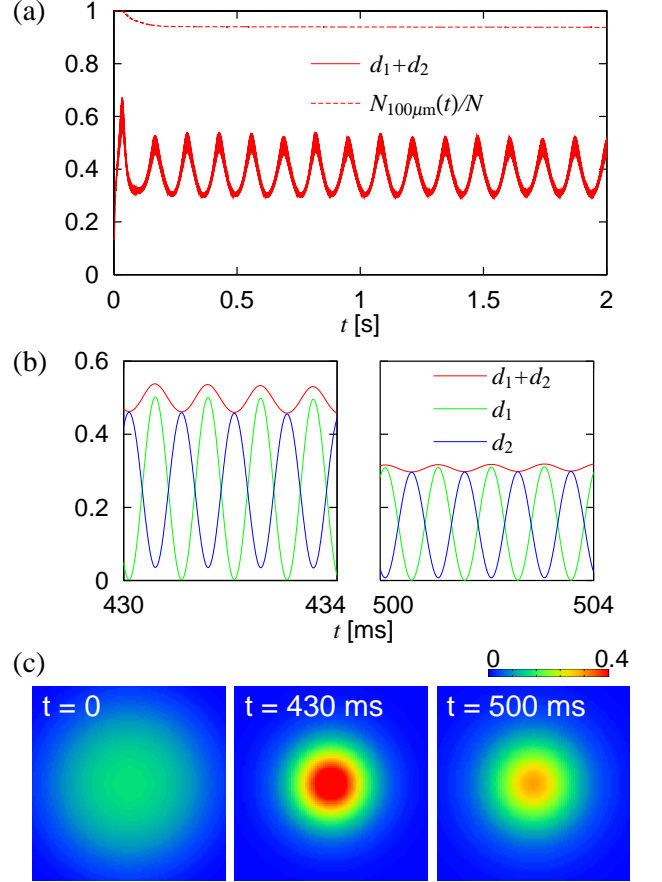 (a)
1
0.8
0.6
0.4
0.2
0
d₁+d₂
N₁₀₀μm(t)/N
0 0.5 1 1.5 2
t [s]
(b)
0.6
0.4
0.2
0
d₁+d₂
d₁
d₂
430 434 500 504
t [ms]
(c)
0 0.4
t = 0 t = 430 ms t = 500 ms